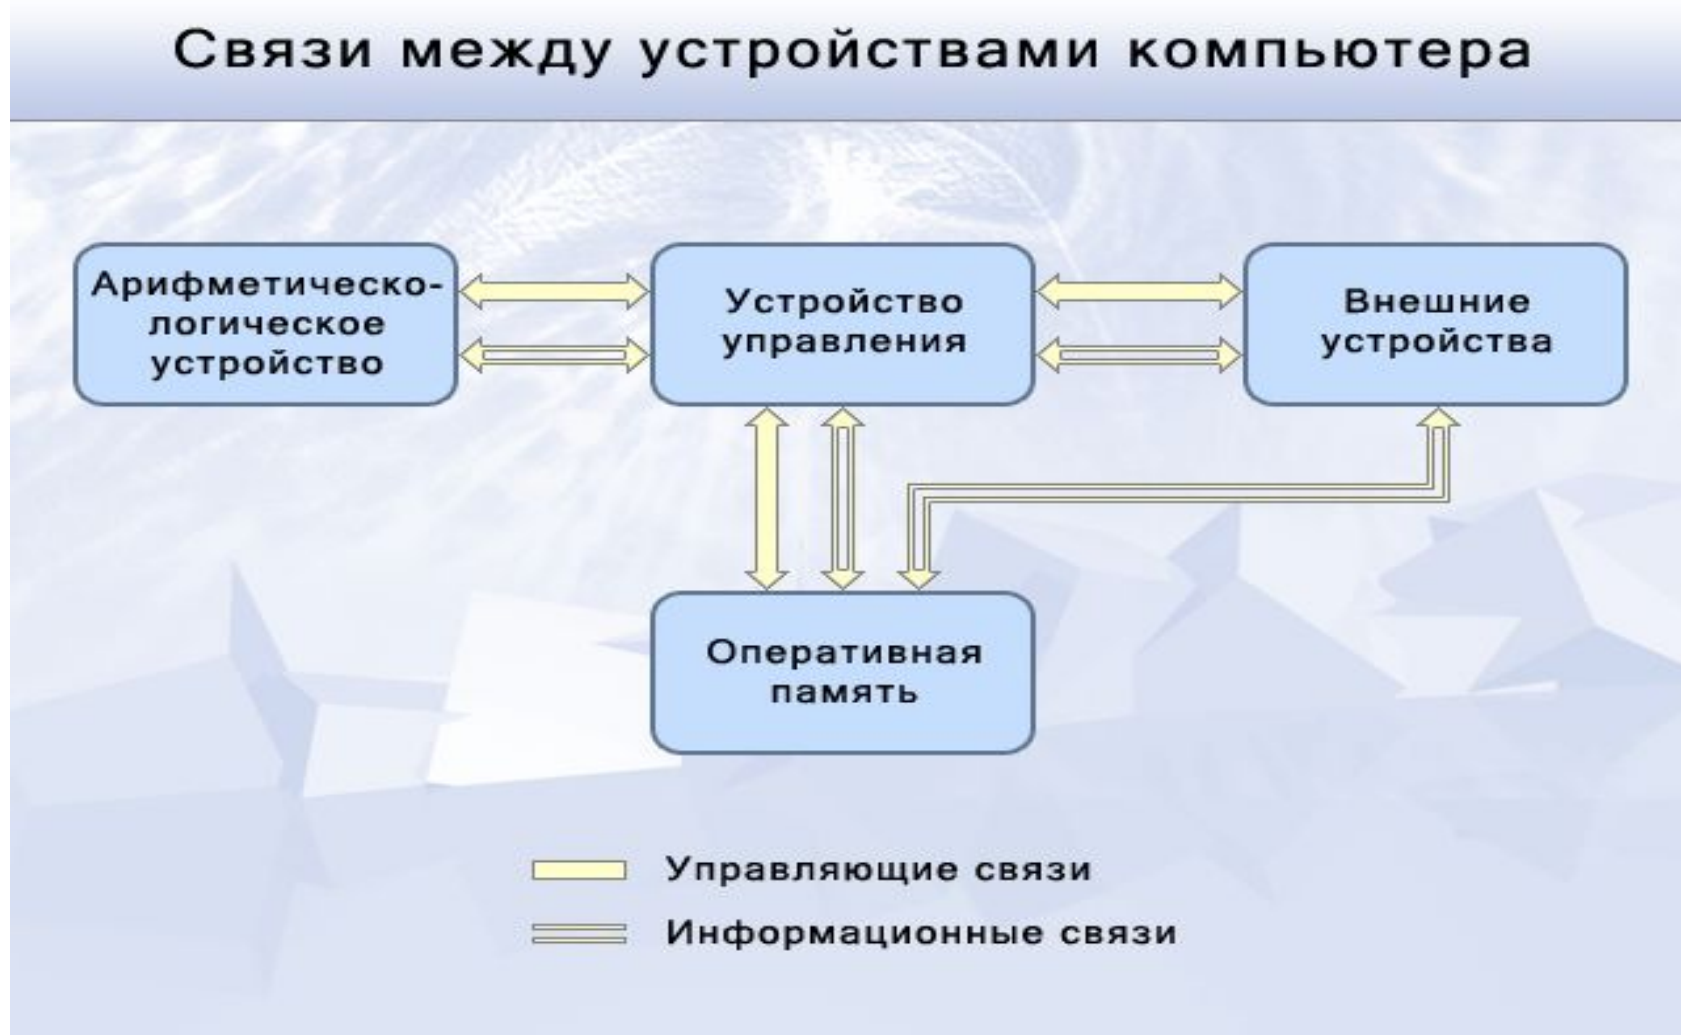 Связи между устройствами компьютера
Арифметическо-
логическое
устройство
Устройство
управления
Внешние
устройства
Оперативная
память
Управляющие связи
Информационные связи